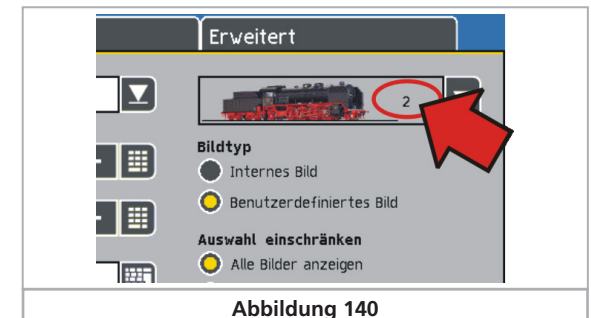 Erweitert
2
Bildtyp
Internes Bild
Benutzerdefiniertes Bild
Auswahl einschränken
Alle Bilder anzeigen
Abbildung 140